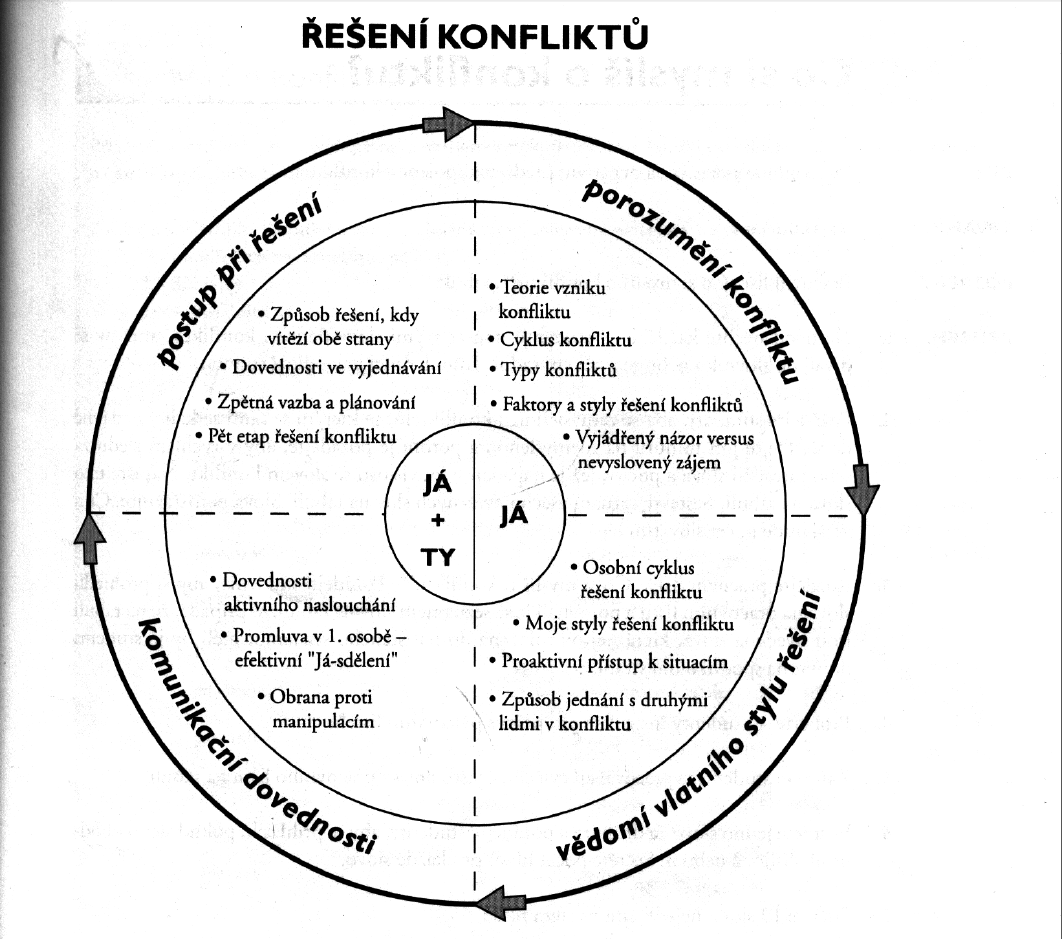 ŘEŠENÍ KONFLIKTŮ
porozumění konfliktu
• Teorie vzniku
konfliktu
• Cyklus konfliktu
• Typy konfliktů
• Faktory a styly řešení konfliktů
• Vyjádřený názor versus
nevyslovený zájem
JÁ
vědomí vlatního stylu řešení
• Osobní cyklus
řešení konfliktu
• Moje styly řešení konfliktu
• Proaktivní přístup k situacím
• Způsob jednání s druhými
lidmi v konfliktu
komunikační dovednosti
• Dovednosti
aktivního naslouchání
• Promluva v 1. osobě –
efektivní "Já-sdělení"
• Obrana proti
manipulacím
JÁ
+
TY
postup při řešení
• Způsob řešení, kdy
vítězí obě strany
• Dovednosti ve vyjednávání
• Zpětná vazba a plánování
• Pět etap řešení konfliktu